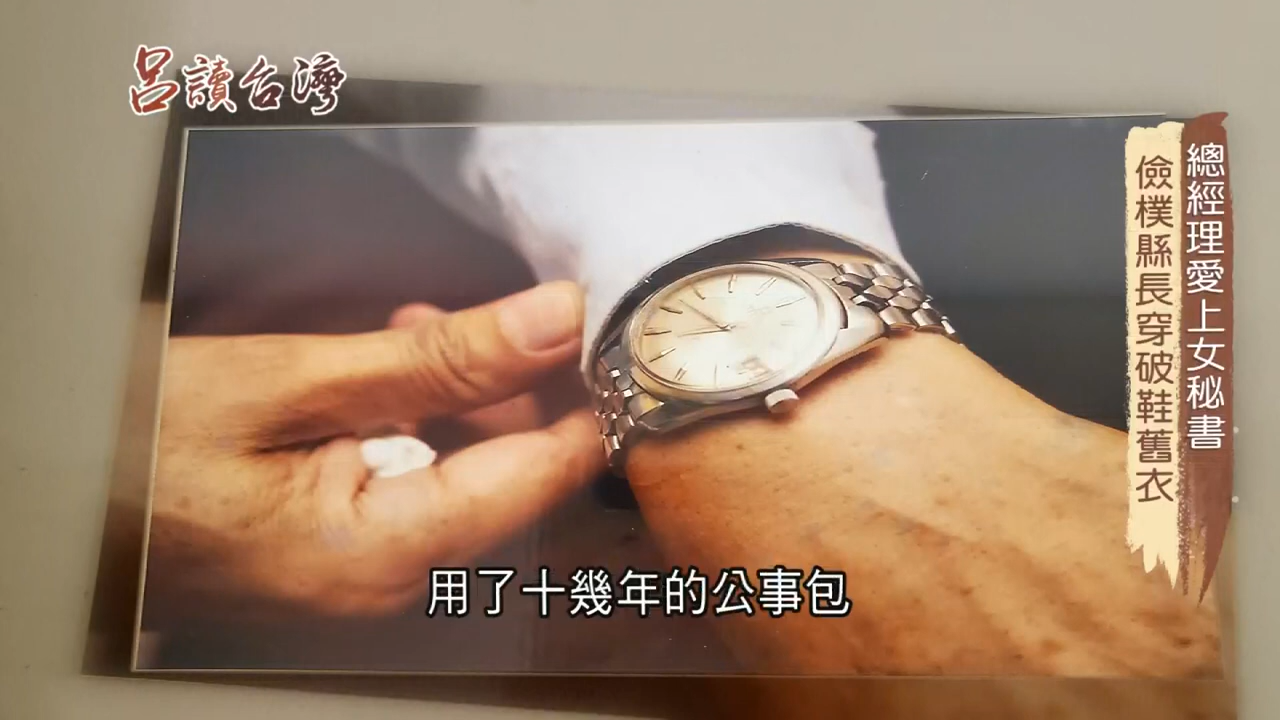 呂讀台灣
總經理愛上女秘書
儉樸縣長穿破鞋舊衣
用了十幾年的公事包